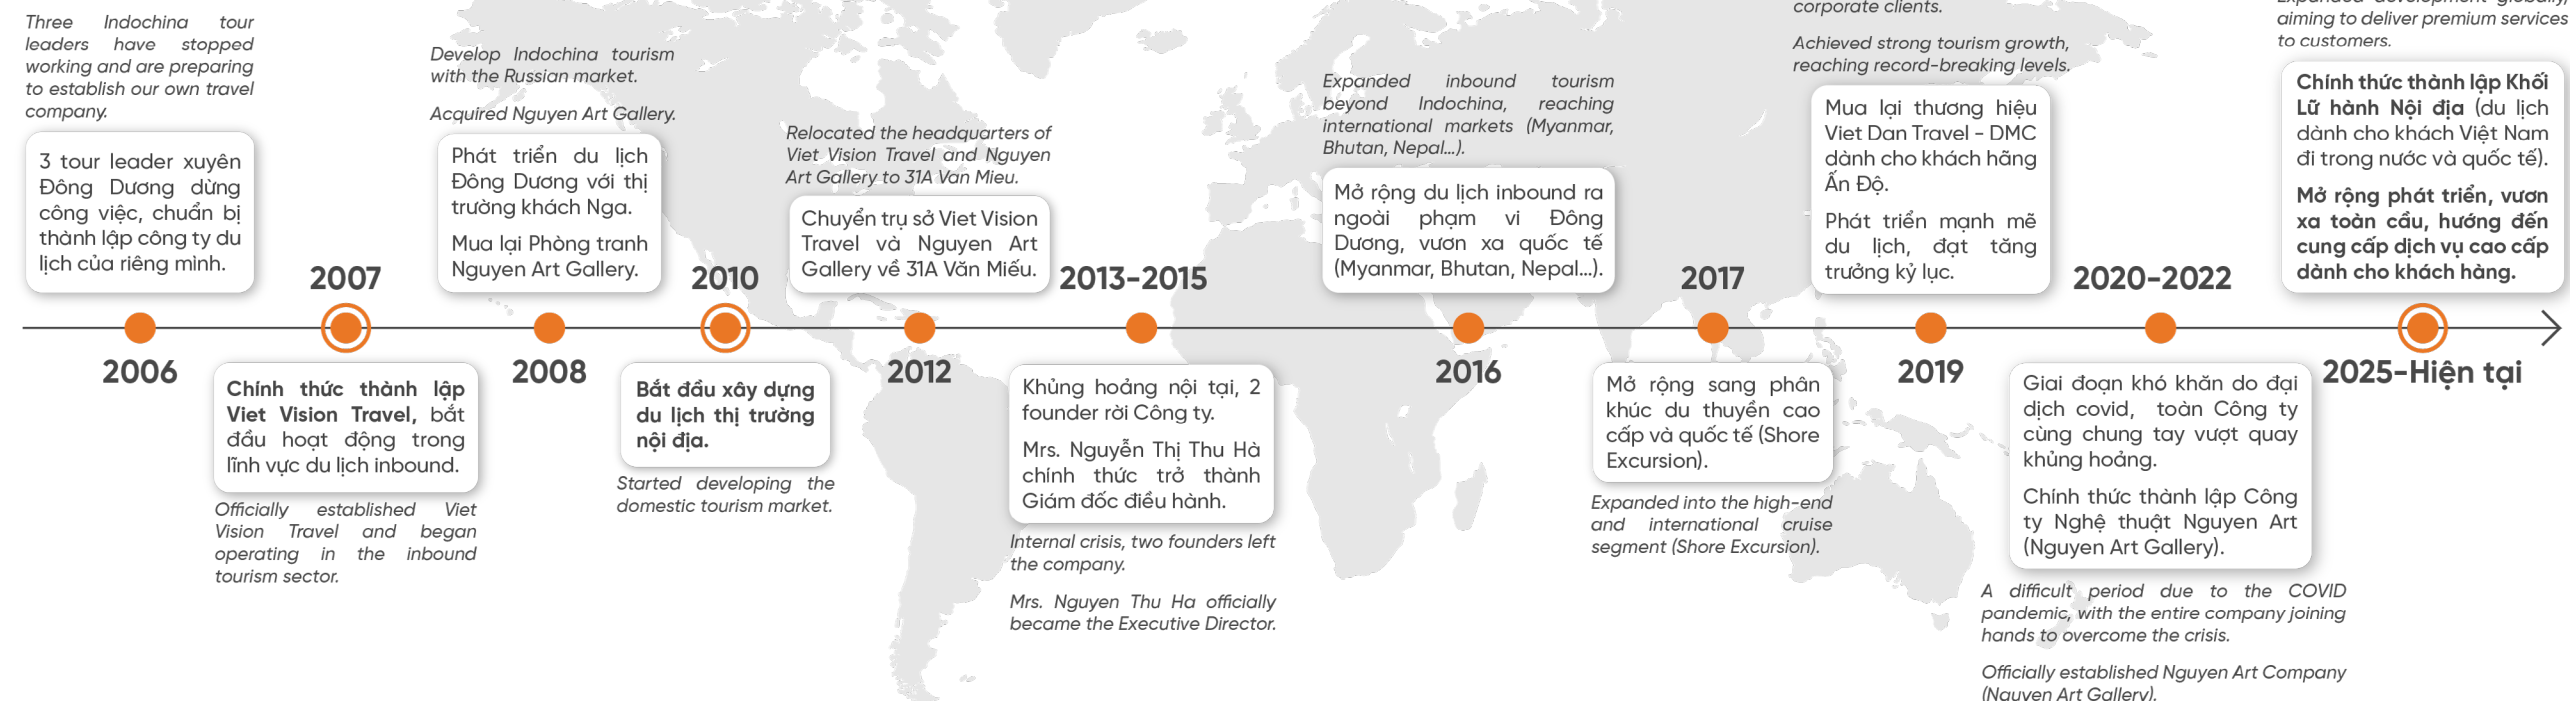 Three Indochina tour
leaders have stopped
working and are preparing
to establish our own travel
company.
3 tour leader xuyên
Đông Dương dừng
công việc, chuẩn bị
thành lập công ty du
lịch của riêng mình.
2006
2007
Chính thức thành lập
Viet Vision Travel, bắt
đầu hoạt động trong
lĩnh vực du lịch inbound.
Officially established Viet
Vision Travel and began
operating in the inbound
tourism sector.
Develop Indochina tourism
with the Russian market.
Acquired Nguyen Art Gallery.
Phát triển du lịch
Đông Dương với thị
trường khách Nga.
Mua lại Phòng tranh
Nguyen Art Gallery.
2008
2010
Bắt đầu xây dựng
du lịch thị trường
nội địa.
Started developing the
domestic tourism market.
Relocated the headquarters of
Viet Vision Travel and Nguyen
Art Gallery to 31A Van Mieu.
Chuyển trụ sở Viet Vision
Travel và Nguyen Art
Gallery về 31A Văn Miếu.
2012
2013-2015
Khủng hoảng nội tại, 2
founder rời Công ty.
Mrs. Nguyễn Thị Thu Hà
chính thức trở thành
Giám đốc điều hành.
Internal crisis, two founders left
the company.
Mrs. Nguyen Thu Ha officially
became the Executive Director.
Expanded inbound tourism
beyond Indochina, reaching
international markets (Myanmar,
Bhutan, Nepal...).
Mở rộng du lịch inbound ra
ngoài phạm vi Đông
Dương, vươn xa quốc tế
(Myanmar, Bhutan, Nepal...).
2016
2017
Mở rộng sang phân
khúc du thuyền cao
cấp và quốc tế (Shore
Excursion).
Expanded into the high-end
and international cruise
segment (Shore Excursion).
corporate clients.
Achieved strong tourism growth,
reaching record-breaking levels.
Mua lại thương hiệu
Viet Dan Travel - DMC
dành cho khách hãng
Ấn Độ.
Phát triển mạnh mẽ
du lịch, đạt tăng
trưởng kỷ lục.
2019
2020-2022
Giai đoạn khó khăn do đại
dịch covid, toàn Công ty
cùng chung tay vượt quay
khủng hoảng.
Chính thức thành lập Công
ty Nghệ thuật Nguyen Art
(Nguyen Art Gallery).
A difficult period due to the COVID
pandemic, with the entire company joining
hands to overcome the crisis.
Officially established Nguyen Art Company
(Nguyen Art Gallery).
Expanded development globally,
aiming to deliver premium services
to customers.
Chính thức thành lập Khối
Lữ hành Nội địa (du lịch
dành cho khách Việt Nam
đi trong nước và quốc tế).
Mở rộng phát triển, vươn
xa toàn cầu, hướng đến
cung cấp dịch vụ cao cấp
dành cho khách hàng.
2025-Hiện tại